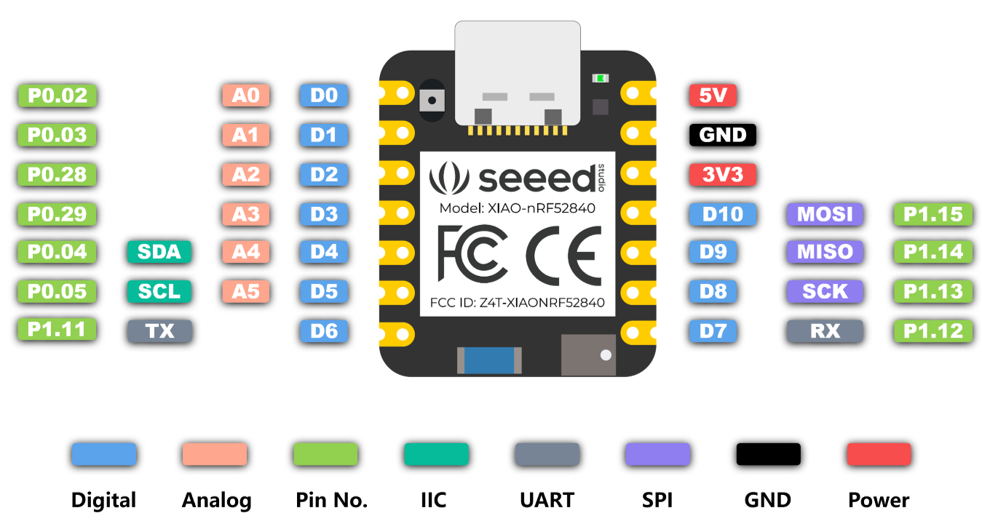 P0.02 A0 D0 5V
P0.03 A1 D1 GND
P0.28 A2 D2 3V3
P0.29 A3 D3 D10 MOSI P1.15
P0.04 SDA A4 D4 D9 MISO P1.14
P0.05 SCL A5 D5 D8 SCK P1.13
P1.11 TX D6 D7 RX P1.12
seeed studio
Model: XIAO-nRF52840
FC CE
FCC ID: Z4T-XIAONRF52840
Digital Analog Pin No. IIC UART SPI GND Power